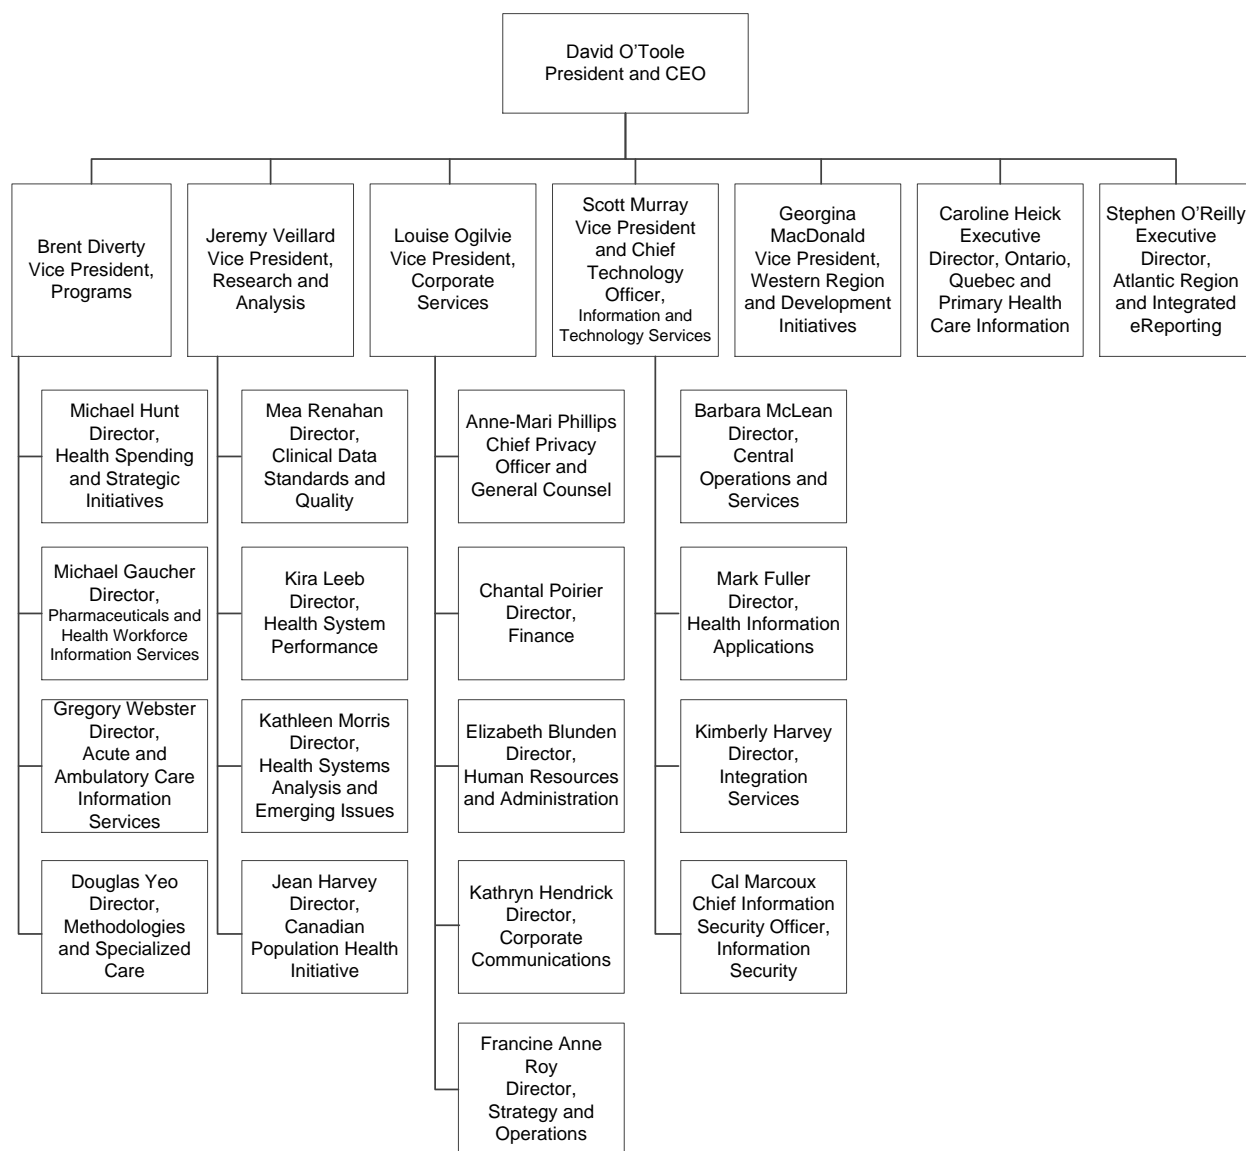 David O'Toole
President and CEO
Brent Diverty
Vice President,
Programs
Jeremy Veillard
Vice President,
Research and
Analysis
Louise Ogilvie
Vice President,
Corporate
Services
Scott Murray
Vice President
and Chief
Technology
Officer,
Information and
Technology Services
Georgina
MacDonald
Vice President,
Western Region
and Development
Initiatives
Caroline Heick
Executive
Director, Ontario,
Quebec and
Primary Health
Care Information
Stephen O'Reilly
Executive
Director,
Atlantic Region
and Integrated
eReporting
Michael Hunt
Director,
Health Spending
and Strategic
Initiatives
Michael Gaucher
Director,
Pharmaceuticals and
Health Workforce
Information Services
Gregory Webster
Director,
Acute and
Ambulatory Care
Information
Services
Douglas Yeo
Director,
Methodologies
and Specialized
Care
Mea Renahan
Director,
Clinical Data
Standards and
Quality
Kira Leeb
Director,
Health System
Performance
Kathleen Morris
Director,
Health Systems
Analysis and
Emerging Issues
Jean Harvey
Director,
Canadian
Population Health
Initiative
Anne-Mari Phillips
Chief Privacy
Officer and
General Counsel
Chantal Poirier
Director,
Finance
Elizabeth Blunden
Director,
Human Resources
and Administration
Kathryn Hendrick
Director,
Corporate
Communications
Francine Anne
Roy
Director,
Strategy and
Operations
Barbara McLean
Director,
Central
Operations and
Services
Mark Fuller
Director,
Health Information
Applications
Kimberly Harvey
Director,
Integration
Services
Cal Marcoux
Chief Information
Security Officer,
Information
Security